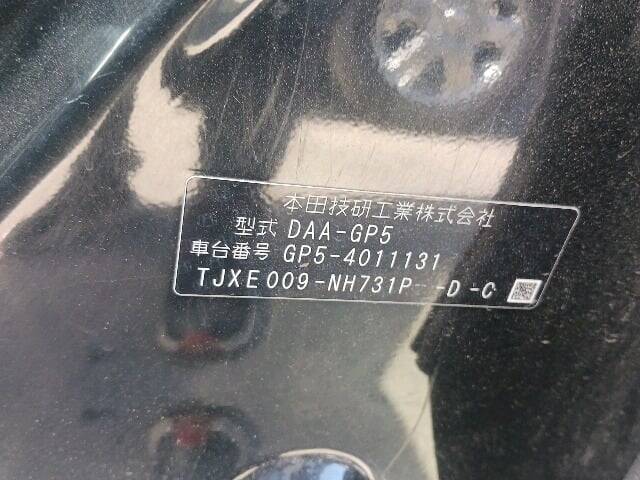 本田技研工業株式会社
型式 DAA-GP5
車台番号 GP5-4011131
TJXE009-NH731P--D-C